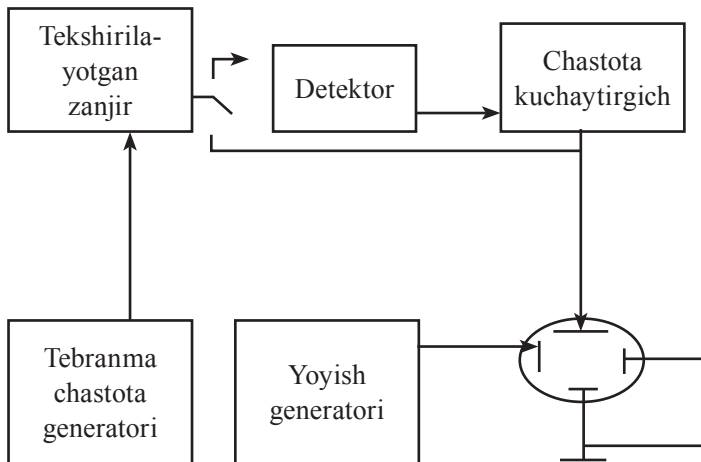 Tekshirila-
yotgan
zanjir
Detektor
Chastota
kuchaytirgich
Tebranma
chastota
generatori
Yoyish
generatori